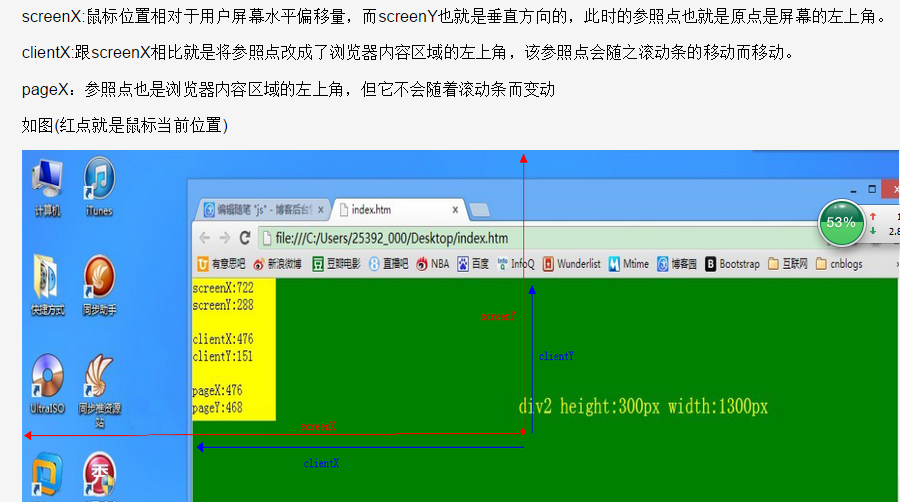 screenX:鼠标位置相对于用户屏幕水平偏移量，而screenY也就是垂直方向的，此时的参照点也就是原点是屏幕的左上角。
clientX:跟screenX相比就是将参照点改成了浏览器内容区域的左上角，该参照点会随之滚动条的移动而移动。
pageX：参照点也是浏览器内容区域的左上角，但它不会随着滚动条而变动
如图(红点就是鼠标当前位置)
计算机 iTunes
编辑随笔 "js" - 博客后台 index.htm
53% 1
2.8
file:///C:/Users/25392_000/Desktop/index.htm
有意思吧 新浪微博 豆瓣电影 直播吧 NBA 百度 InfoQ Wunderlist Mtime 博客园 Bootstrap 互联网 cnblogs
快捷方式 同步助手
screenX:722
screenY:288
clientX:476
clientY:151
pageX:476
pageY:468
screenY
clientY
div2 height:300px width:1300px
UltraISO 同步推资源站
clientX